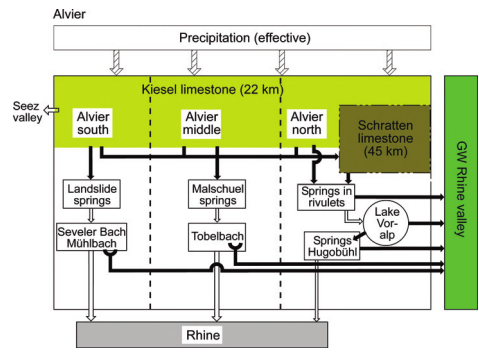 Alvier
Precipitation (effective)
Kiesel limestone (22 km)
Seez
valley
Alvier
south
Alvier
middle
Alvier
north
Schratten
limestone
(45 km)
GW Rhine valley
Landslide
springs
Malschuel
springs
Springs in
rivulets
Lake
Vor-
alp
Seveler Bach
Mühlbach
Tobelbach
Springs
Hugobühl
Rhine